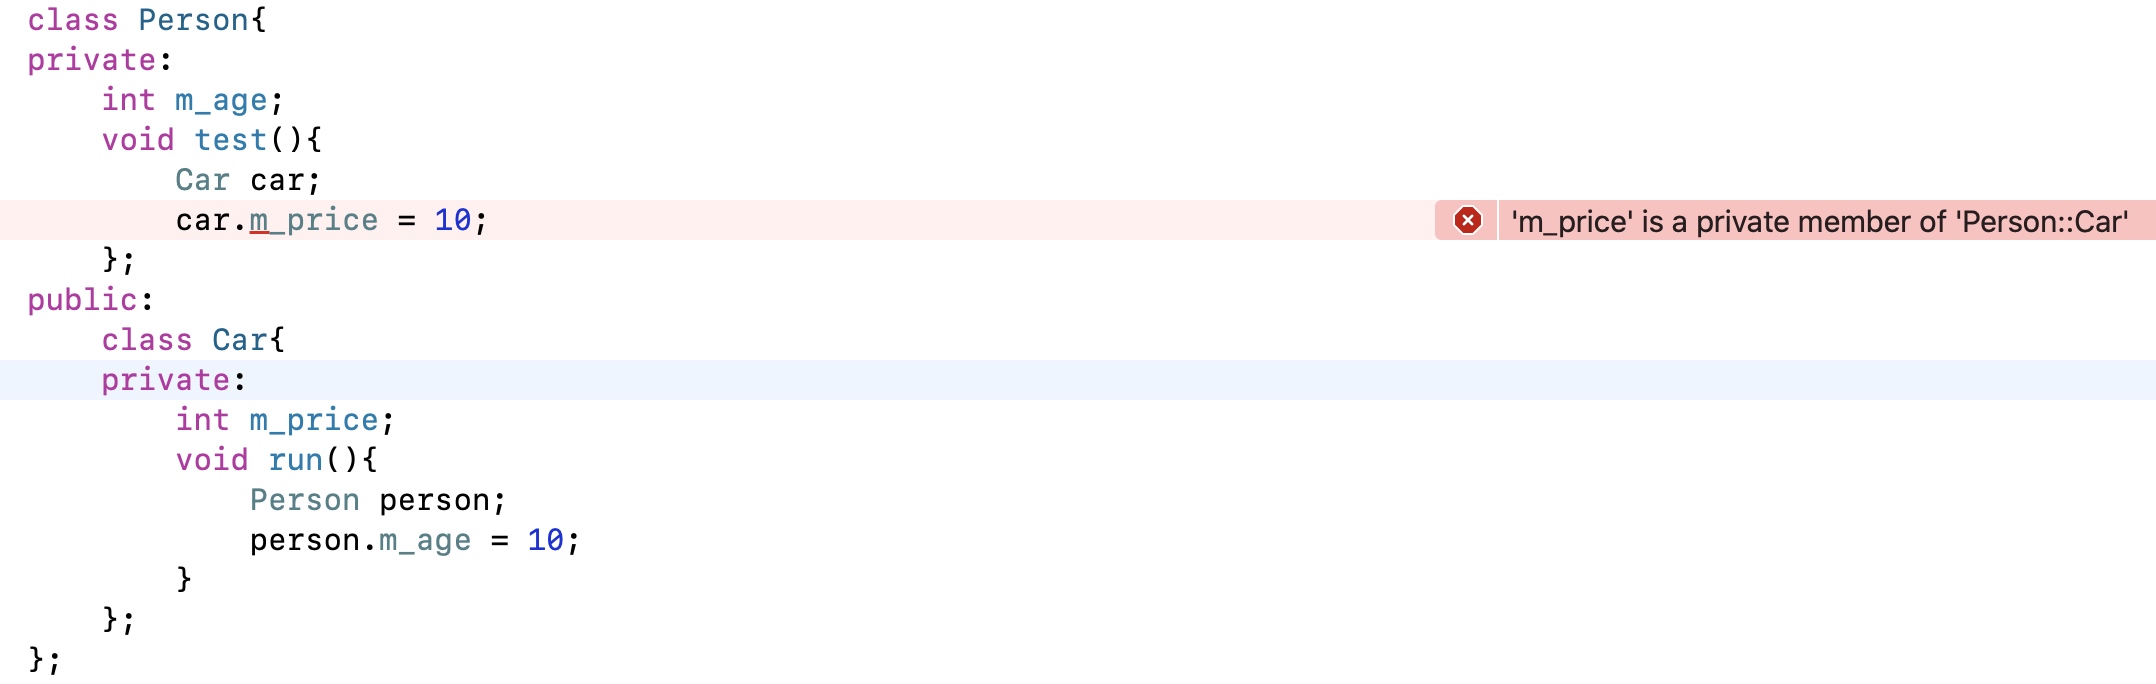 class Person{
private:
    int m_age;
    void test(){
        Car car;
        car.m_price = 10;    'm_price' is a private member of 'Person::Car'
    };
public:
    class Car{
    private:
        int m_price;
        void run(){
            Person person;
            person.m_age = 10;
        }
    };
};